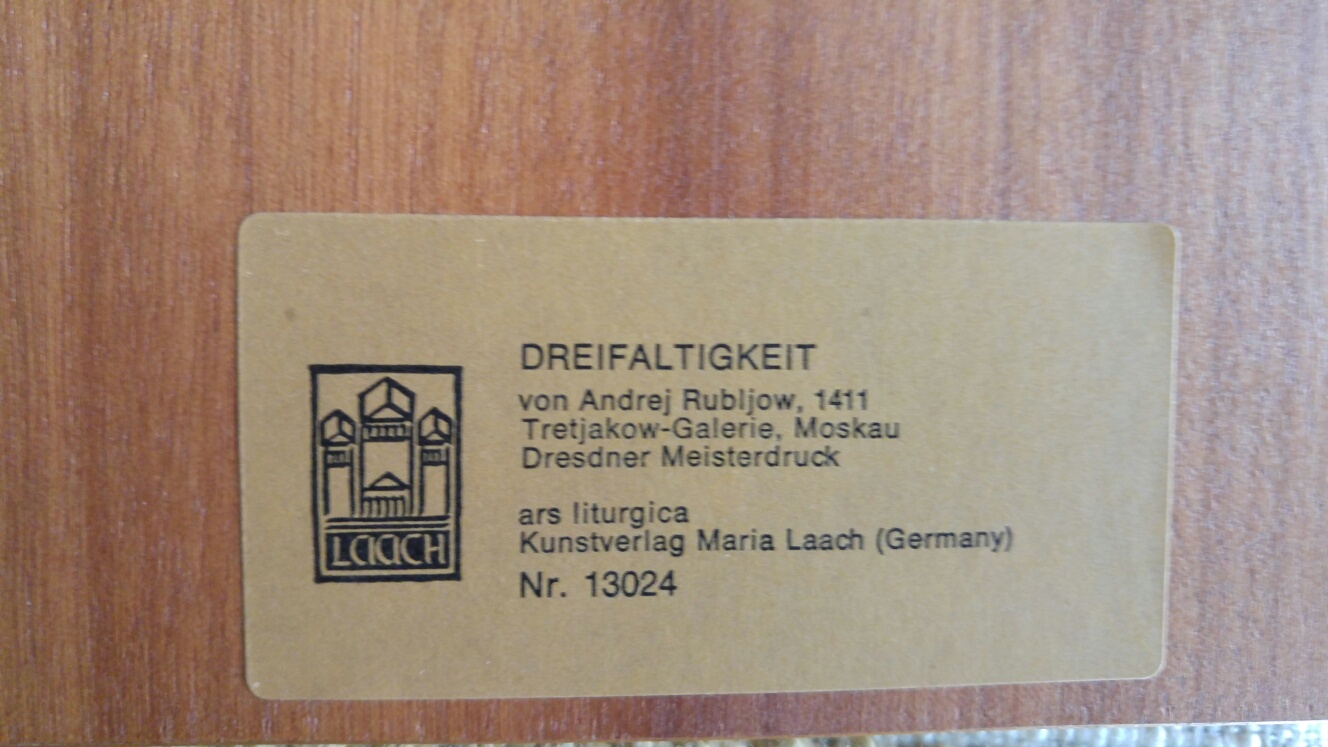 DREIFALTIGKEIT
von Andrej Rubljow, 1411
Tretjakow-Galerie, Moskau
Dresdner Meisterdruck
ars liturgica
Kunstverlag Maria Laach (Germany)
Nr. 13024
LAACH